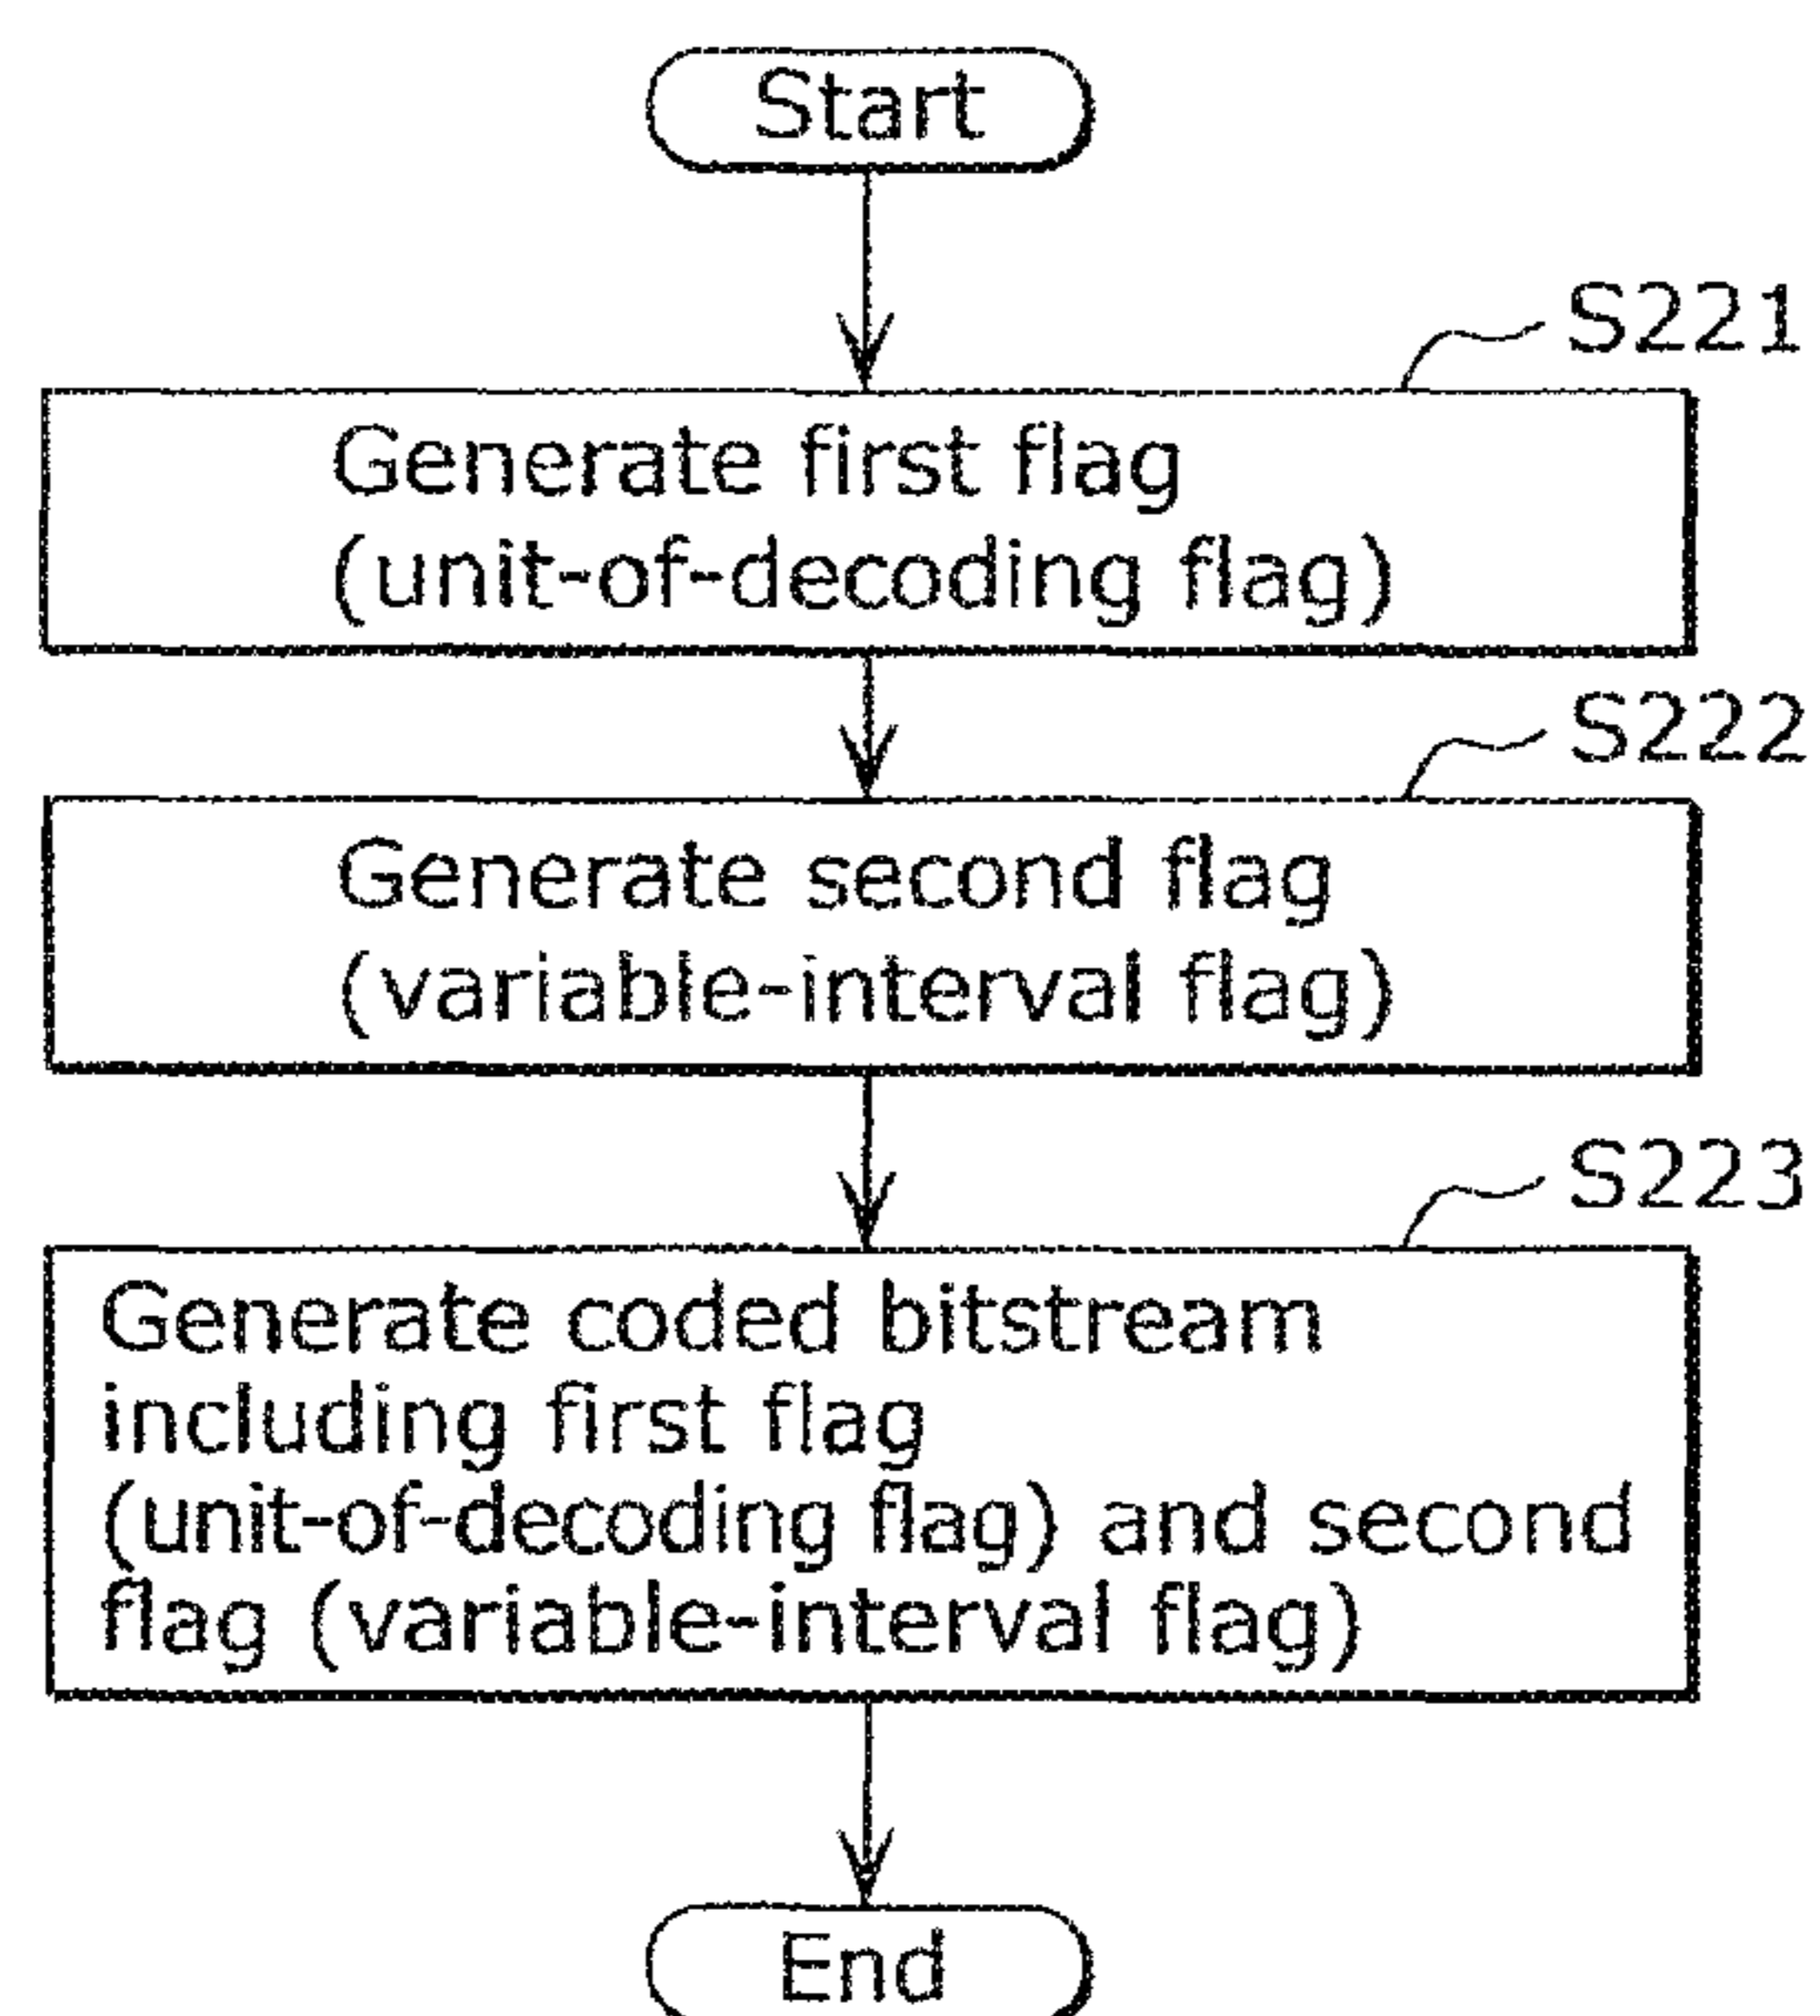 Start
S221
Generate first flag
(unit-of-decoding flag)
S222
Generate second flag
(variable-interval flag)
S223
Generate coded bitstream
including first flag
(unit-of-decoding flag) and second
flag (variable-interval flag)
End